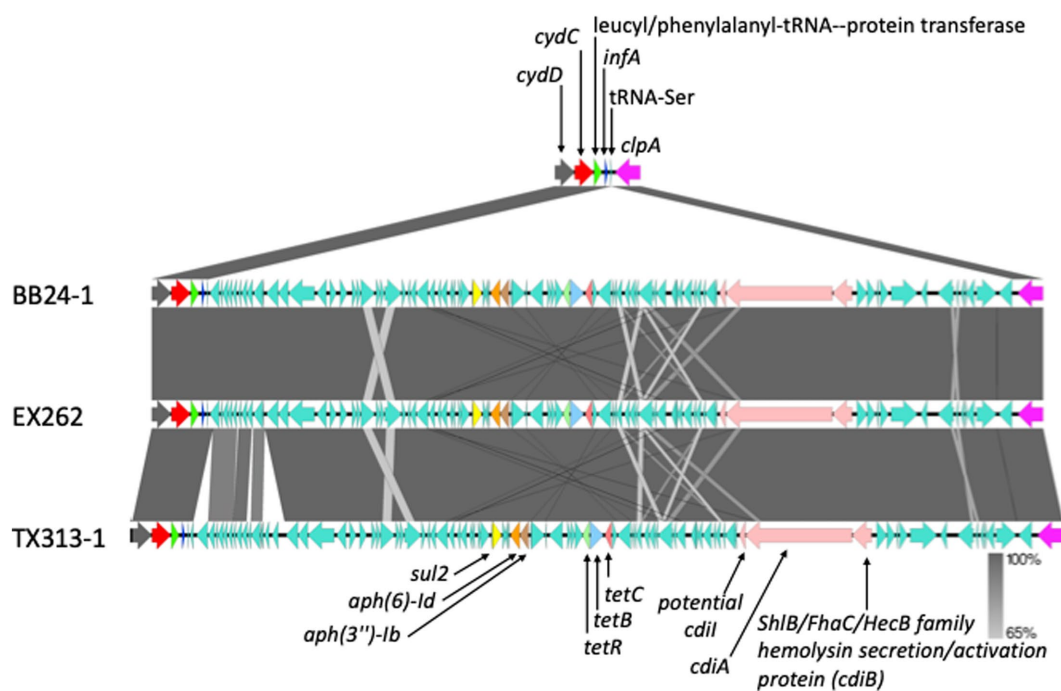 leucyl/phenylalanyl-tRNA--protein transferase
cydC
infA
cydD
tRNA-Ser
clpA
BB24-1
EX262
TX313-1
100%
65%
sul2
aph(6)-Id
aph(3'')-Ib
tetC
tetB
tetR
potential
cdiI
cdiA
ShlB/FhaC/HecB family
hemolysin secretion/activation
protein (cdiB)